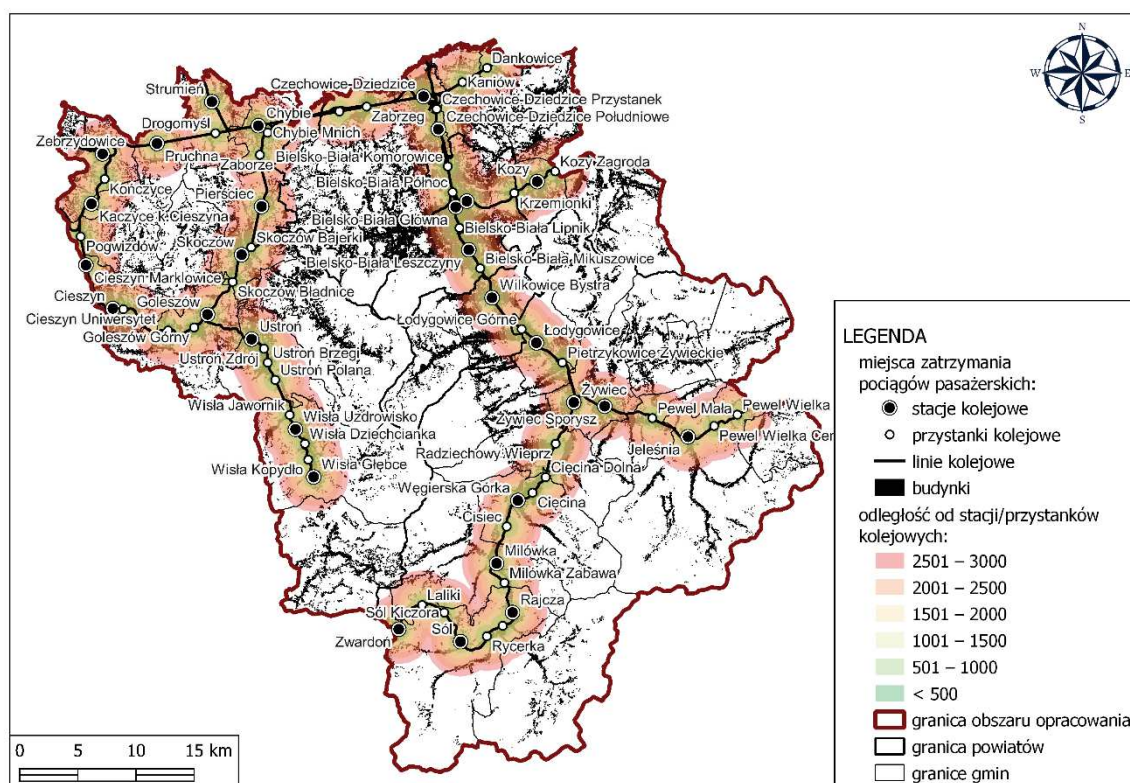 N
W
E
S
Dankowice
Czechowice-Dziedzice
Kaniów
Strumień
Czechowice-Dziedzice Przystanek
Chybie
Zabrzeg
Czechowice-Dziedzice Południowe
Drogomyśl
Chybie Mnich
Zebrzydowice
Bielsko-Biała Komorowice
Kozy Zagroda
Pruchna
Zaborze
Kozy
Kończyce
Bielsko-Biała Północ
Pierściec
Krzemionki
Kaczyce k.Cieszyna
Bielsko-Biała Główna
Bielsko-Biała Lipnik
Pogwizdów
Skoczów
Skoczów Bajerki
Bielsko-Biała Leszczyny
Bielsko-Biała Mikuszowice
Cieszyn Marklowice
Wilkowice Bystra
Skoczów Bładnice
Cieszyn
Goleszów
Cieszyn Uniwersytet
Łodygowice Górne
Łodygowice
Goleszów Górny
Ustroń
Ustroń Brzegi
Pietrzykowice Żywieckie
Ustroń Zdrój
Ustroń Polana
Żywiec
Wisła Jawornik
Pewel Mała
Pewel Wielka
Wisła Uzdrowisko
Żywiec Sporysz
Wisła Dziechcianka
Pewel Wielka Cen
Radziechowy Wieprz
Jeleśnia
Wisła Kopydło
Wisła Głębce
Cięcina Dolna
Węgierska Górka
Cięcina
Cisiec
Milówka
Milówka Zabawa
Laliki
Rajcza
Sól Kiczora
Sól
Zwardoń
Rycerka
0 5 10 15 km
LEGENDA
miejsca zatrzymania
pociągów pasażerskich:
stacje kolejowe
przystanki kolejowe
linie kolejowe
budynki
odległość od stacji/przystanków
kolejowych:
2501 – 3000
2001 – 2500
1501 – 2000
1001 – 1500
501 – 1000
< 500
granica obszaru opracowania
granica powiatów
granice gmin